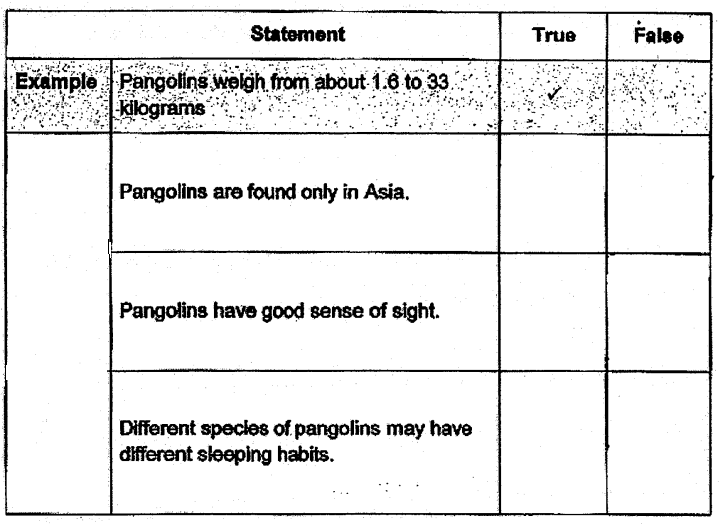 Statement True False
Example Pangolins weigh from about 1.6 to 33 ✓
kilograms
Pangolins are found only in Asia.
Pangolins have good sense of sight.
Different species of pangolins may have
different sleeping habits.